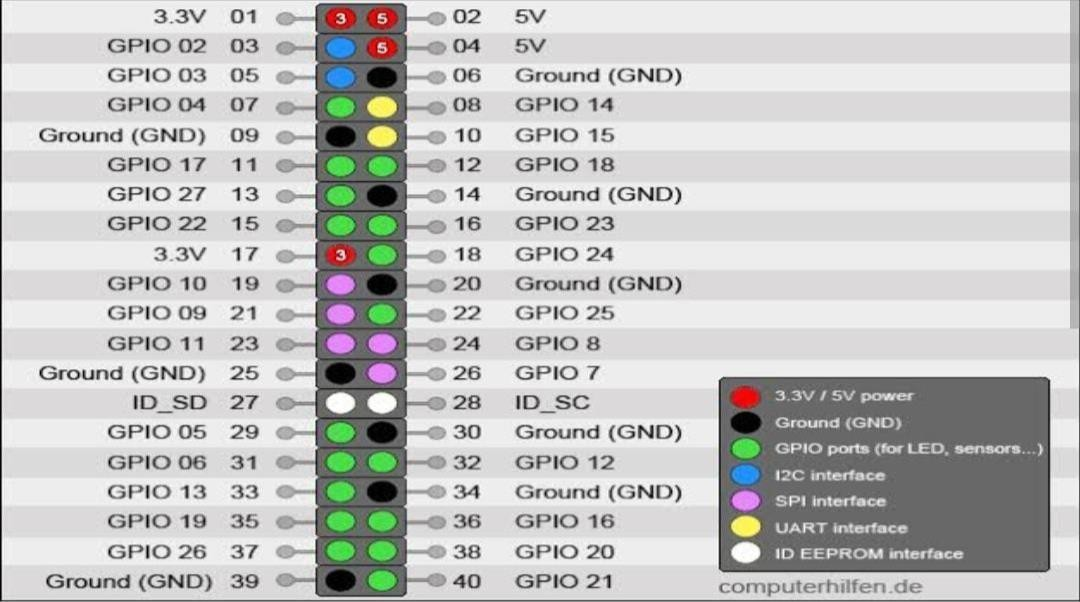 3.3V 01 3 5 02 5V
GPIO 02 03 5 04 5V
GPIO 03 05 06 Ground (GND)
GPIO 04 07 08 GPIO 14
Ground (GND) 09 10 GPIO 15
GPIO 17 11 12 GPIO 18
GPIO 27 13 14 Ground (GND)
GPIO 22 15 16 GPIO 23
3.3V 17 3 18 GPIO 24
GPIO 10 19 20 Ground (GND)
GPIO 09 21 22 GPIO 25
GPIO 11 23 24 GPIO 8
Ground (GND) 25 26 GPIO 7
ID_SD 27 28 ID_SC
GPIO 05 29 30 Ground (GND)
GPIO 06 31 32 GPIO 12
GPIO 13 33 34 Ground (GND)
GPIO 19 35 36 GPIO 16
GPIO 26 37 38 GPIO 20
Ground (GND) 39 40 GPIO 21
3.3V / 5V power
Ground (GND)
GPIO ports (for LED, sensors...)
I2C interface
SPI interface
UART interface
ID EEPROM interface
computerhilfen.de